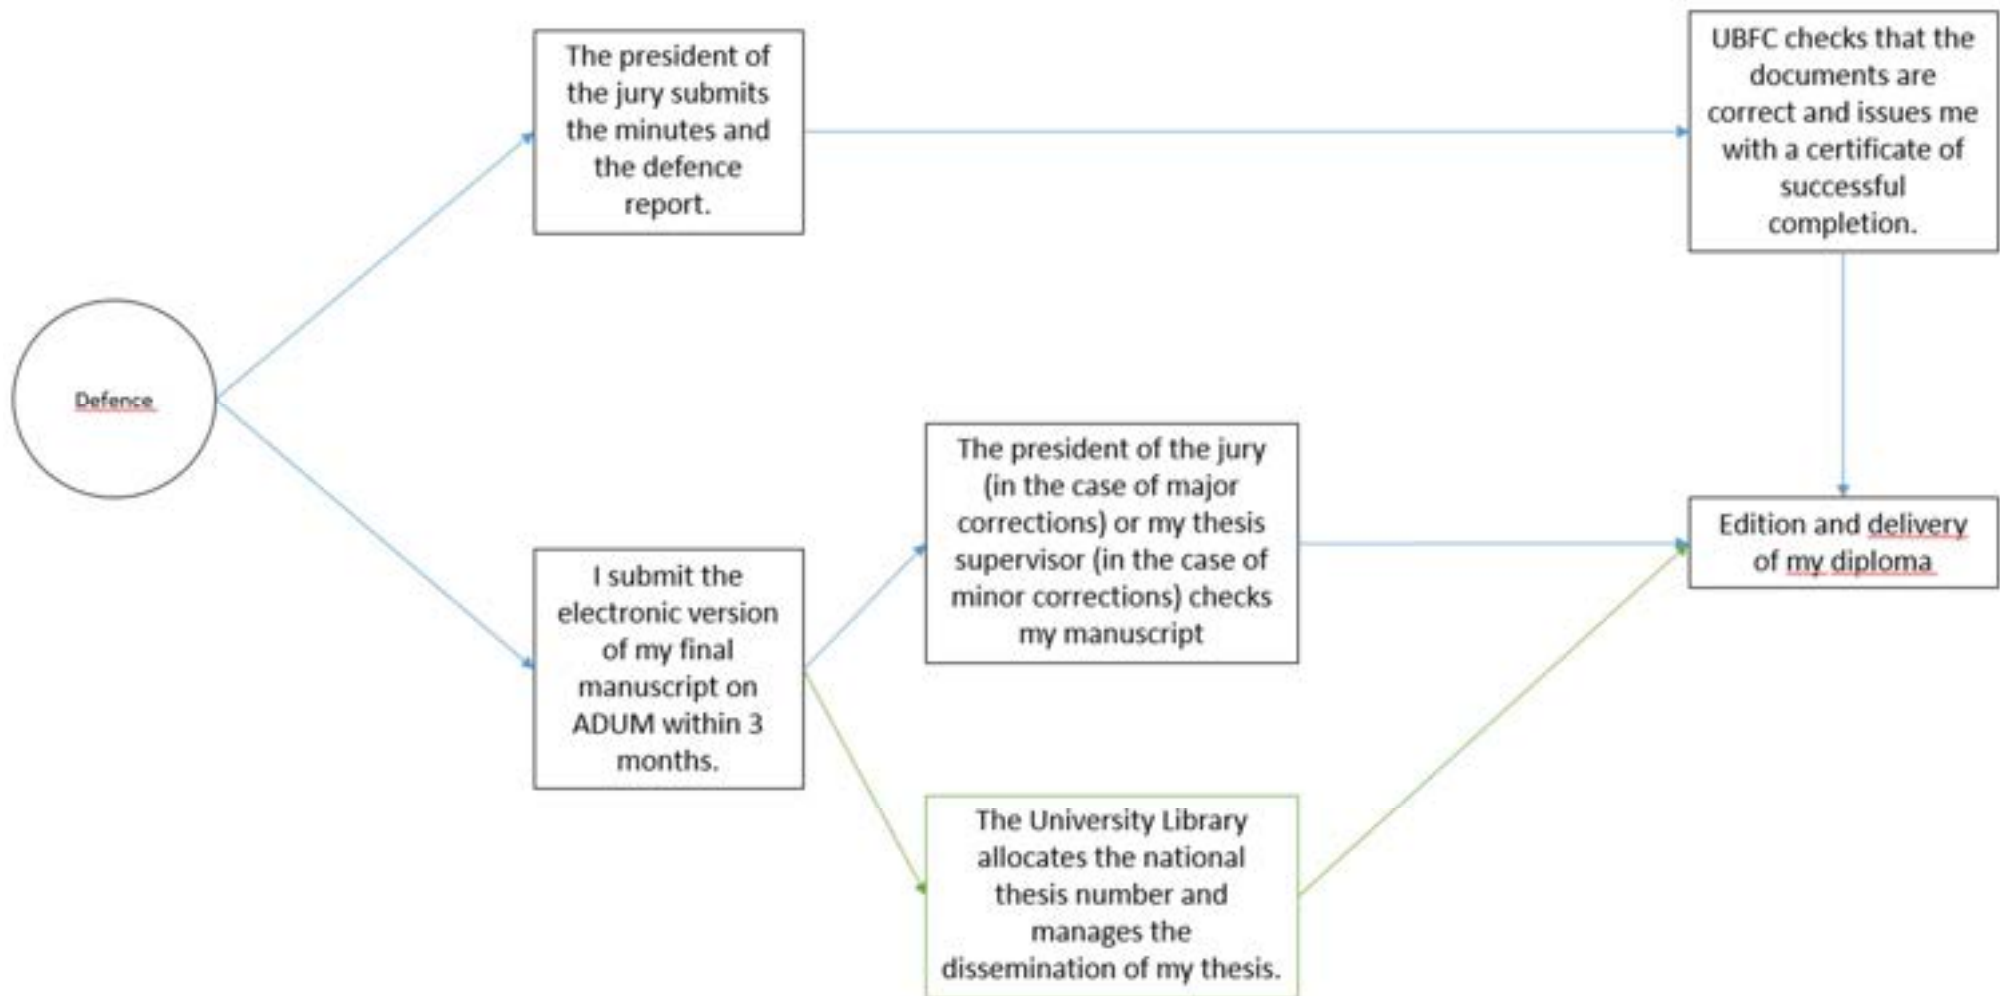 The president of
the jury submits
the minutes and
the defence
report.
UBFC checks that the
documents are
correct and issues me
with a certificate of
successful
completion.
Defence
The president of the jury
(in the case of major
corrections) or my thesis
supervisor (in the case of
minor corrections) checks
my manuscript
Edition and delivery
of my diploma
I submit the
electronic version
of my final
manuscript on
ADUM within 3
months.
The University Library
allocates the national
thesis number and
manages the
dissemination of my thesis.